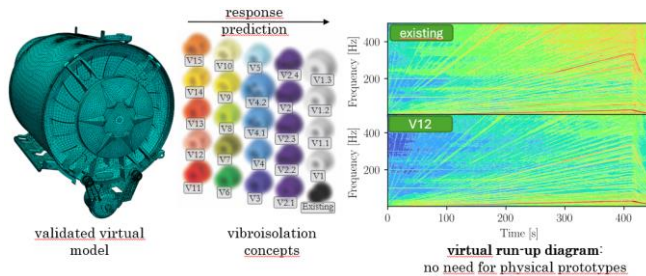 response
prediction
V15
V10
V5
V2.4
V1.3
V14
V9
V4.2
V2
V1.2
V13
V8
V4.1
V2.3
V1.1
V12
V7
V4
V2.2
V1
V11
V6
V3
V2.1
Existing
validated virtual
model
vibroisolation
concepts
existing
Frequency [Hz]
400
200
V12
Frequency [Hz]
400
200
0
100
200
300
400
Time [s]
virtual run-up diagram:
no need for physical prototypes